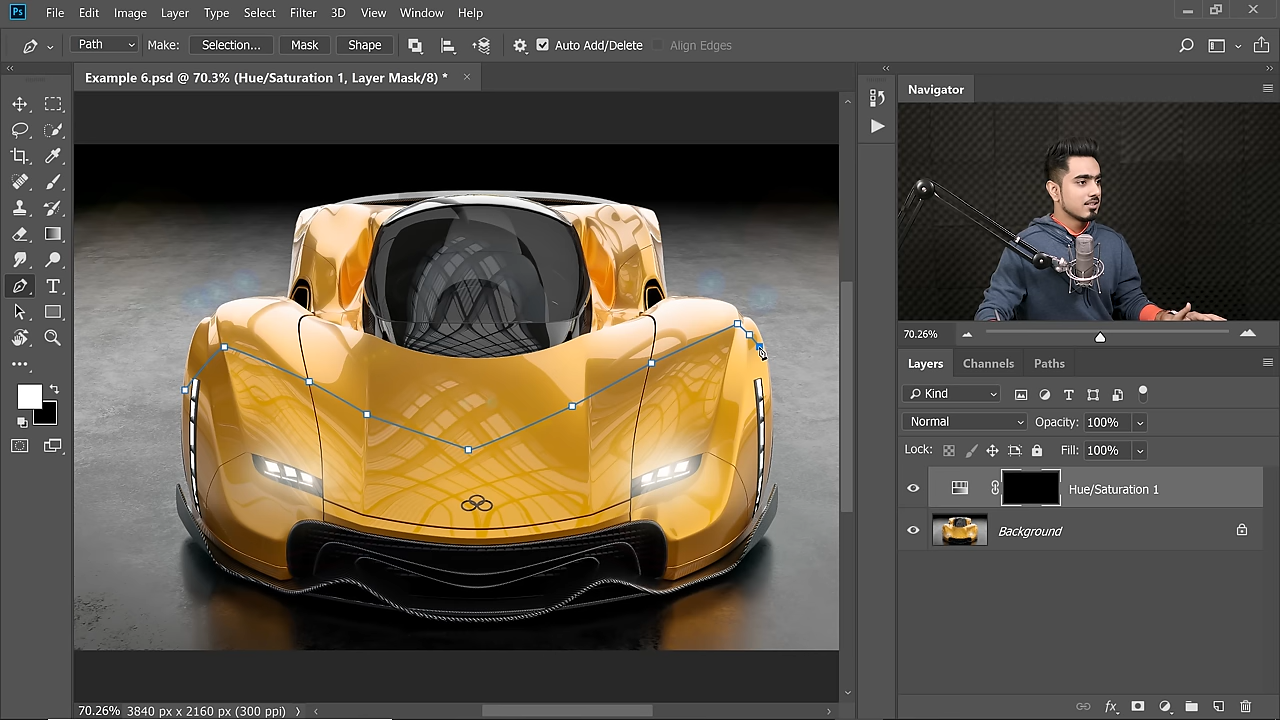 Ps File Edit Image Layer Type Select Filter 3D View Window Help
Path Make: Selection... Mask Shape Auto Add/Delete Align Edges
Example 6.psd @ 70.3% (Hue/Saturation 1, Layer Mask/8) *
Navigator
70.26%
Layers Channels Paths
Kind
Normal Opacity: 100%
Lock: Fill: 100%
Hue/Saturation 1
Background
70.26% 3840 px x 2160 px (300 ppi)